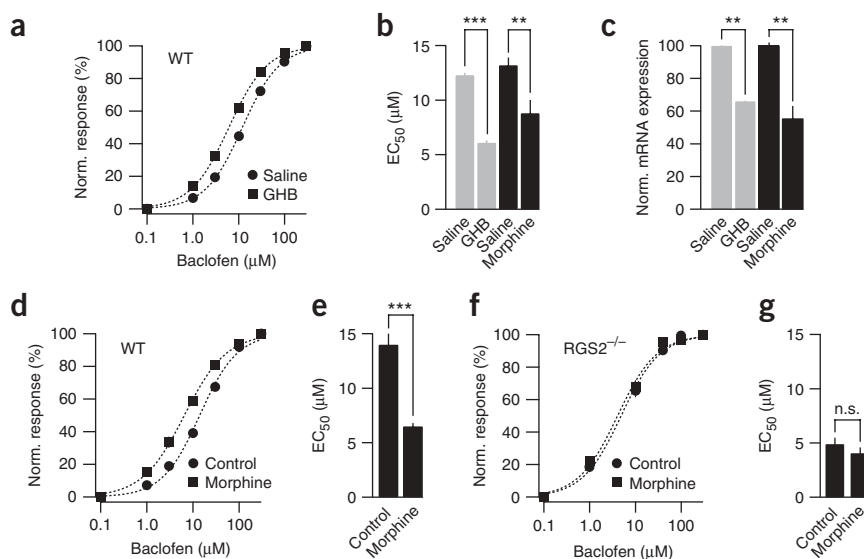 a
WT
Norm. response (%)
100
80
60
40
20
0
Saline
GHB
0.1 1.0 10 100
Baclofen (μM)
b
*** **
EC50 (μM)
15
10
5
0
Saline GHB Saline Morphine
c
** **
Norm. mRNA expression
100
80
60
40
20
0
Saline GHB Saline Morphine
d
WT
Norm. response (%)
100
80
60
40
20
0
Control
Morphine
0.1 1.0 10 100
Baclofen (μM)
e
***
EC50 (μM)
15
10
5
0
Control Morphine
f
RGS2–/–
Norm. response (%)
100
80
60
40
20
0
Control
Morphine
0.1 1.0 10 100
Baclofen (μM)
g
n.s.
EC50 (μM)
15
10
5
0
Control Morphine